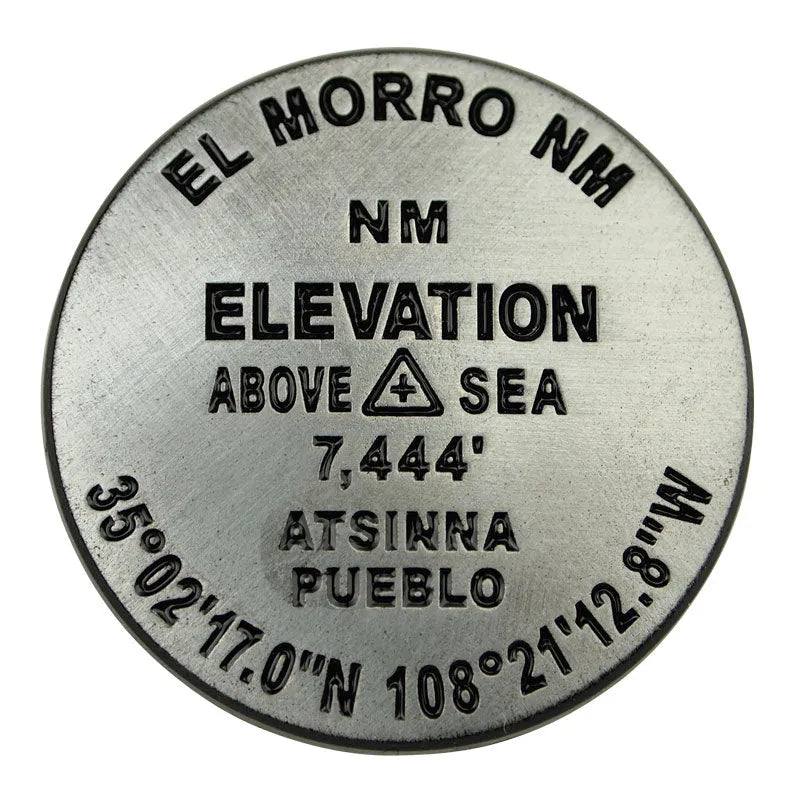 EL MORRO NM
NM
ELEVATION
ABOVE SEA
7,444'
ATSINNA
PUEBLO
35°02'17.0"N 108°21'12.8"W